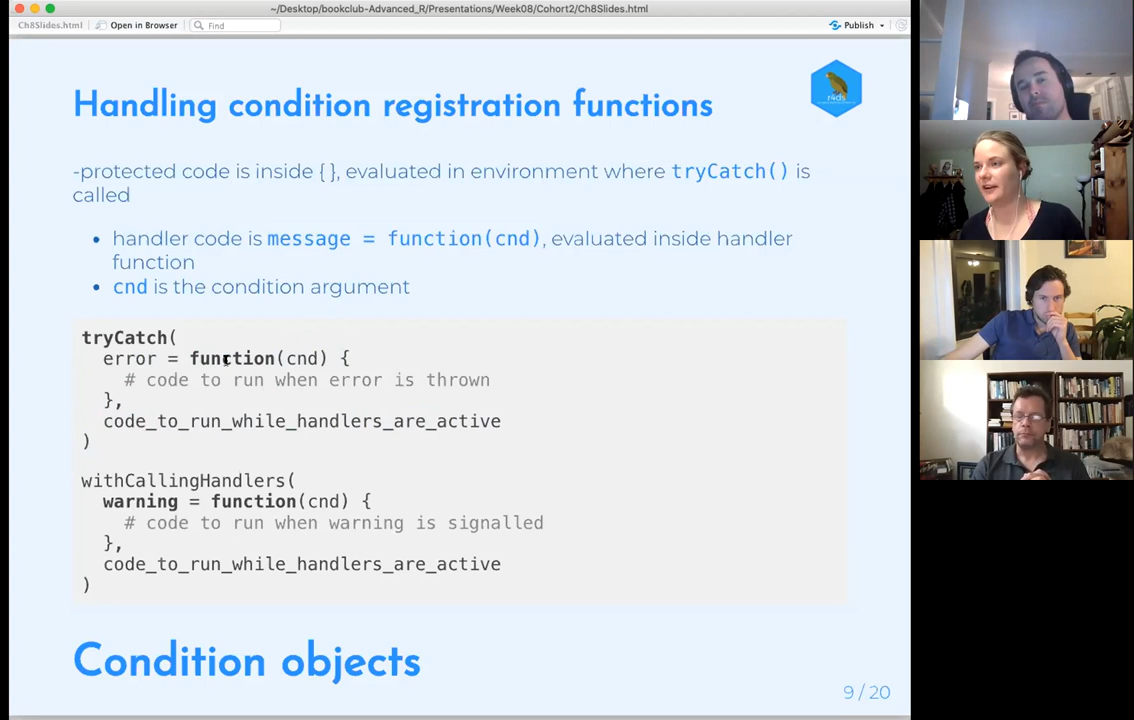 ~/Desktop/bookclub-Advanced_R/Presentations/Week08/Cohort2/Ch8Slides.html
Ch8Slides.html Open in Browser Find Publish
Handling condition registration functions
r4ds
-protected code is inside { }, evaluated in environment where tryCatch() is
called
• handler code is message = function(cnd), evaluated inside handler
function
• cnd is the condition argument
tryCatch(
error = function(cnd) {
# code to run when error is thrown
},
code_to_run_while_handlers_are_active
)
withCallingHandlers(
warning = function(cnd) {
# code to run when warning is signalled
},
code_to_run_while_handlers_are_active
)
Condition objects
9 / 20